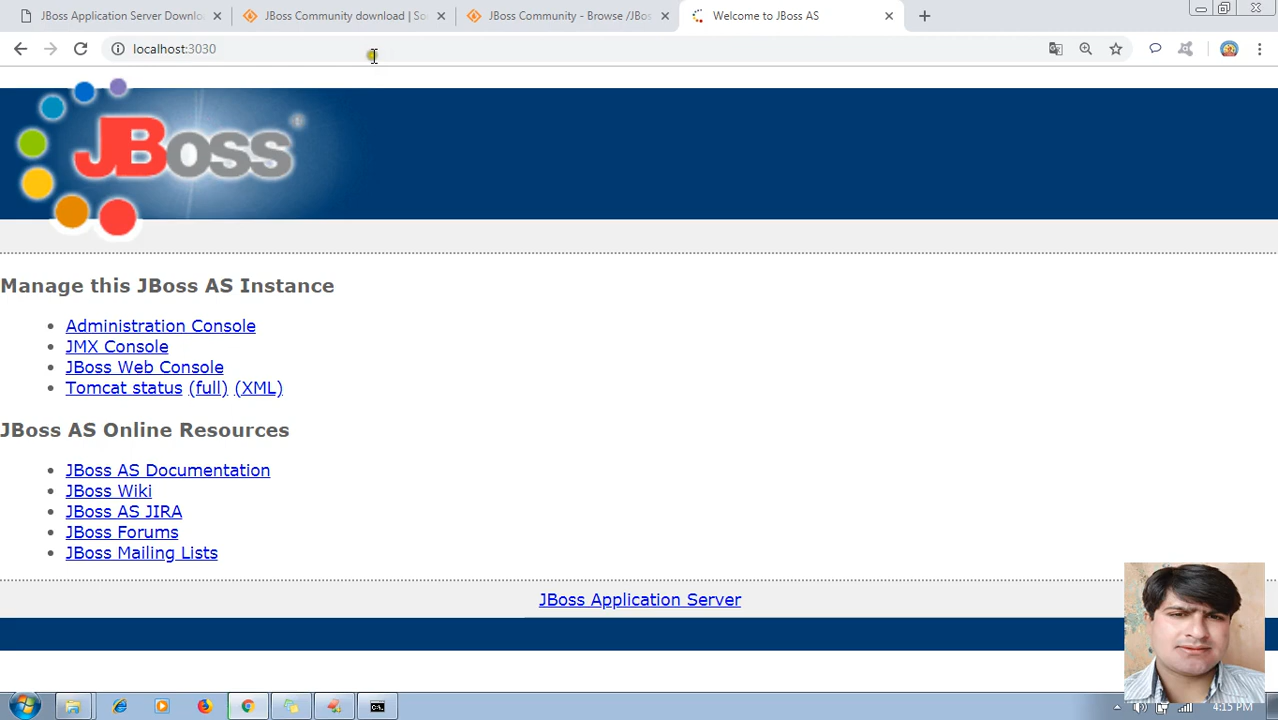 JBoss Application Server Downlo
JBoss Community download | So
JBoss Community - Browse /JBos
Welcome to JBoss AS
localhost:3030
JBoss
Manage this JBoss AS Instance
Administration Console
JMX Console
JBoss Web Console
Tomcat status (full) (XML)
JBoss AS Online Resources
JBoss AS Documentation
JBoss Wiki
JBoss AS JIRA
JBoss Forums
JBoss Mailing Lists
JBoss Application Server
4:15 PM